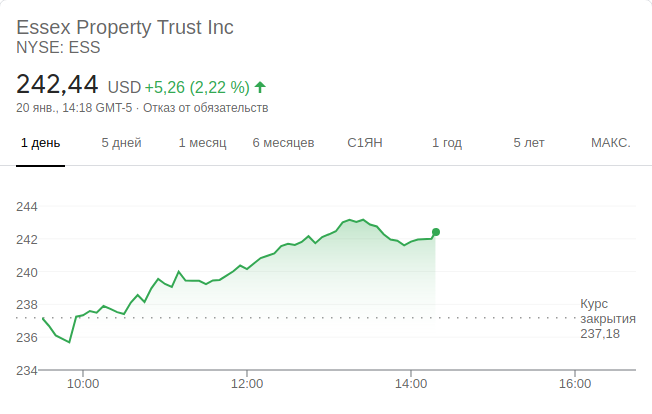 Essex Property Trust Inc
NYSE: ESS
242,44 USD +5,26 (2,22 %)
20 янв., 14:18 GMT-5 · Отказ от обязательств
1 день 5 дней 1 месяц 6 месяцев С1ЯН 1 год 5 лет МАКС.
244
242
240
238
Курс
закрытия
237,18
236
234
10:00 12:00 14:00 16:00